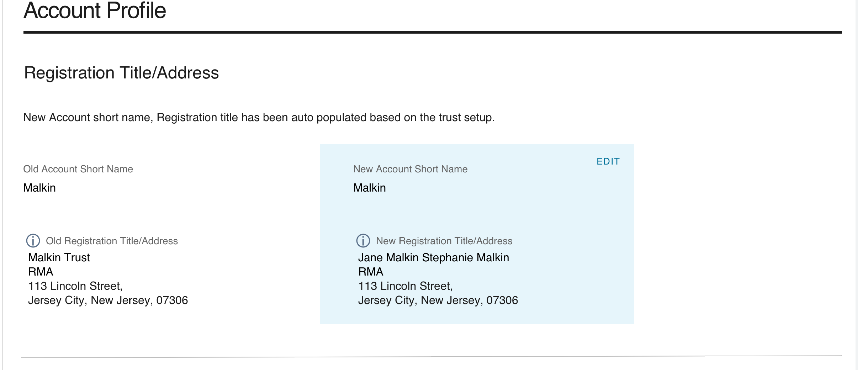 Account Profile
Registration Title/Address
New Account short name, Registration title has been auto populated based on the trust setup.
EDIT
Old Account Short Name
Malkin
New Account Short Name
Malkin
Old Registration Title/Address
Malkin Trust
RMA
113 Lincoln Street,
Jersey City, New Jersey, 07306
New Registration Title/Address
Jane Malkin Stephanie Malkin
RMA
113 Lincoln Street,
Jersey City, New Jersey, 07306